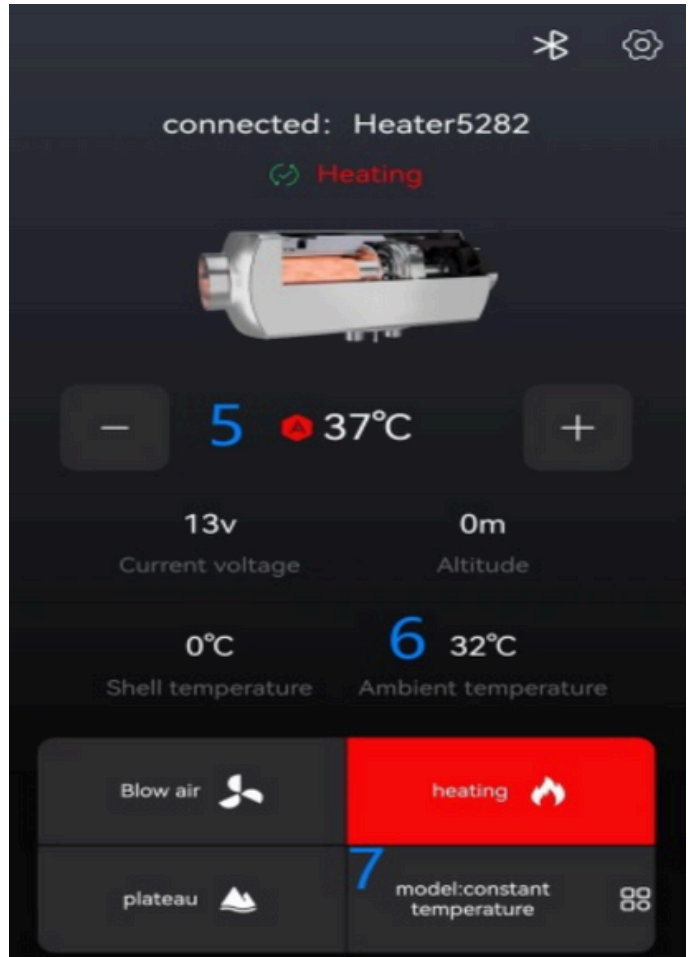 connected: Heater5282
Heating
5 A 37°C
13v 0m
Current voltage Altitude
0°C 6 32°C
Shell temperature Ambient temperature
Blow air heating
7
plateau model:constant
temperature